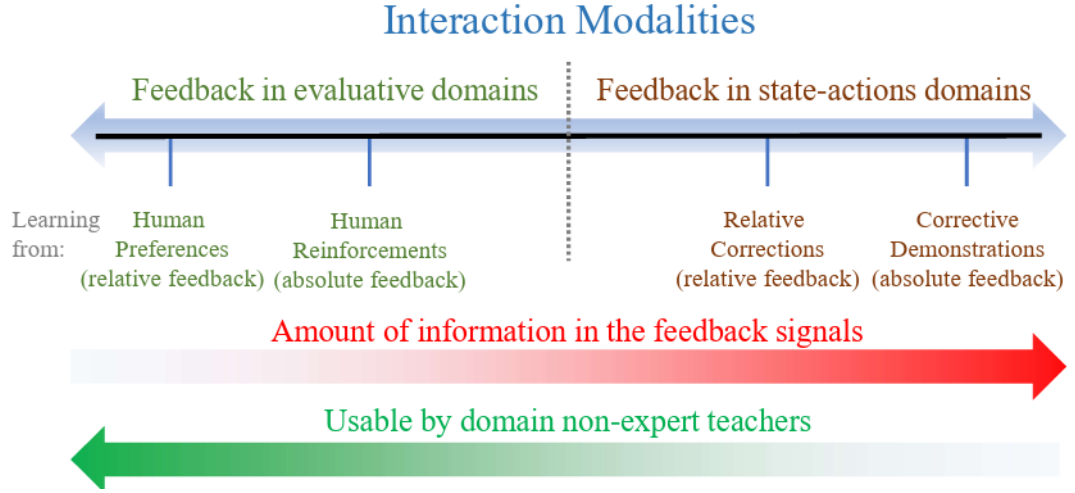 Interaction Modalities
Feedback in evaluative domains
Feedback in state-actions domains
Learning from:
Human
Preferences
(relative feedback)
Human
Reinforcements
(absolute feedback)
Relative
Corrections
(relative feedback)
Corrective
Demonstrations
(absolute feedback)
Amount of information in the feedback signals
Usable by domain non-expert teachers